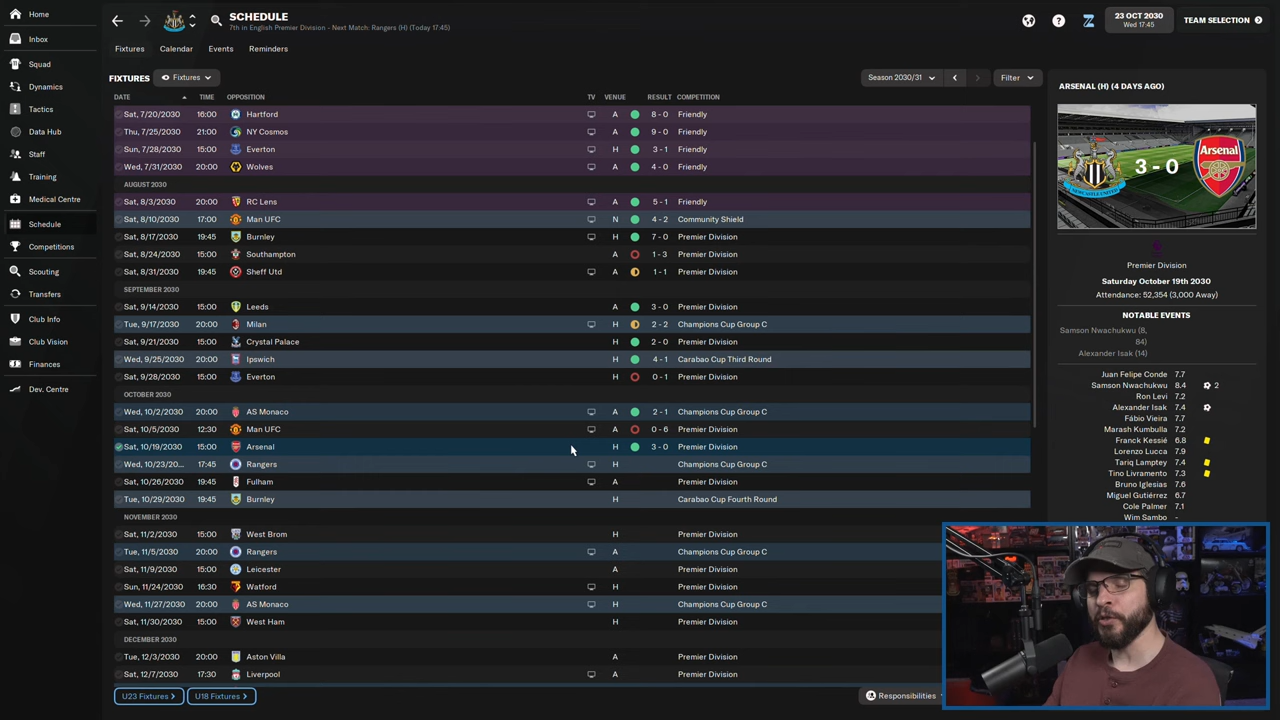 Home
SCHEDULE
7th in English Premier Division - Next Match: Rangers (H) (Today 17:45)
23 OCT 2030
Wed 17:45
TEAM SELECTION
Inbox
Squad
Dynamics
Tactics
Data Hub
Staff
Training
Medical Centre
Schedule
Competitions
Scouting
Transfers
Club Info
Club Vision
Finances
Dev. Centre
Fixtures Calendar Events Reminders
FIXTURES Fixtures Season 2030/31 Filter
DATE TIME OPPOSITION TV VENUE RESULT COMPETITION
Sat, 7/20/2030 16:00 Hartford A 8 - 0 Friendly
Thu, 7/25/2030 21:00 NY Cosmos A 9 - 0 Friendly
Sun, 7/28/2030 15:00 Everton H 3 - 1 Friendly
Wed, 7/31/2030 20:00 Wolves A 4 - 0 Friendly
AUGUST 2030
Sat, 8/3/2030 20:00 RC Lens A 5 - 1 Friendly
Sat, 8/10/2030 17:00 Man UFC N 4 - 2 Community Shield
Sat, 8/17/2030 19:45 Burnley H 7 - 0 Premier Division
Sat, 8/24/2030 15:00 Southampton A 1 - 3 Premier Division
Sat, 8/31/2030 19:45 Sheff Utd A 1 - 1 Premier Division
SEPTEMBER 2030
Sat, 9/14/2030 15:00 Leeds A 3 - 0 Premier Division
Tue, 9/17/2030 20:00 Milan H 2 - 2 Champions Cup Group C
Sat, 9/21/2030 15:00 Crystal Palace H 2 - 0 Premier Division
Wed, 9/25/2030 20:00 Ipswich H 4 - 1 Carabao Cup Third Round
Sat, 9/28/2030 15:00 Everton H 0 - 1 Premier Division
OCTOBER 2030
Wed, 10/2/2030 20:00 AS Monaco A 2 - 1 Champions Cup Group C
Sat, 10/5/2030 12:30 Man UFC A 0 - 6 Premier Division
Sat, 10/19/2030 15:00 Arsenal H 3 - 0 Premier Division
Wed, 10/23/20... 17:45 Rangers H Champions Cup Group C
Sat, 10/26/2030 19:45 Fulham A Premier Division
Tue, 10/29/2030 19:45 Burnley H Carabao Cup Fourth Round
NOVEMBER 2030
Sat, 11/2/2030 15:00 West Brom H Premier Division
Tue, 11/5/2030 20:00 Rangers A Champions Cup Group C
Sat, 11/9/2030 15:00 Leicester A Premier Division
Sun, 11/24/2030 16:30 Watford H Premier Division
Wed, 11/27/2030 20:00 AS Monaco H Champions Cup Group C
Sat, 11/30/2030 15:00 West Ham H Premier Division
DECEMBER 2030
Tue, 12/3/2030 20:00 Aston Villa A Premier Division
Sat, 12/7/2030 17:30 Liverpool A Premier Division
U23 Fixtures U18 Fixtures Responsibilities
ARSENAL (H) (4 DAYS AGO)
NEWCASTLE UNITED 3 - 0 Arsenal
Premier Division
Saturday October 19th 2030
Attendance: 52,354 (3,000 Away)
NOTABLE EVENTS
Samson Nwachukwu (8,
84)
Alexander Isak (14)
Juan Felipe Conde 7.7
Samson Nwachukwu 8.4 2
Ron Levi 7.2
Alexander Isak 7.4
Fábio Vieira 7.7
Marash Kumbulla 7.2
Franck Kessié 6.8
Lorenzo Lucca 7.9
Tariq Lamptey 7.4
Tino Livramento 7.3
Bruno Iglesias 7.6
Miguel Gutiérrez 6.7
Cole Palmer 7.1
Wim Sambo -